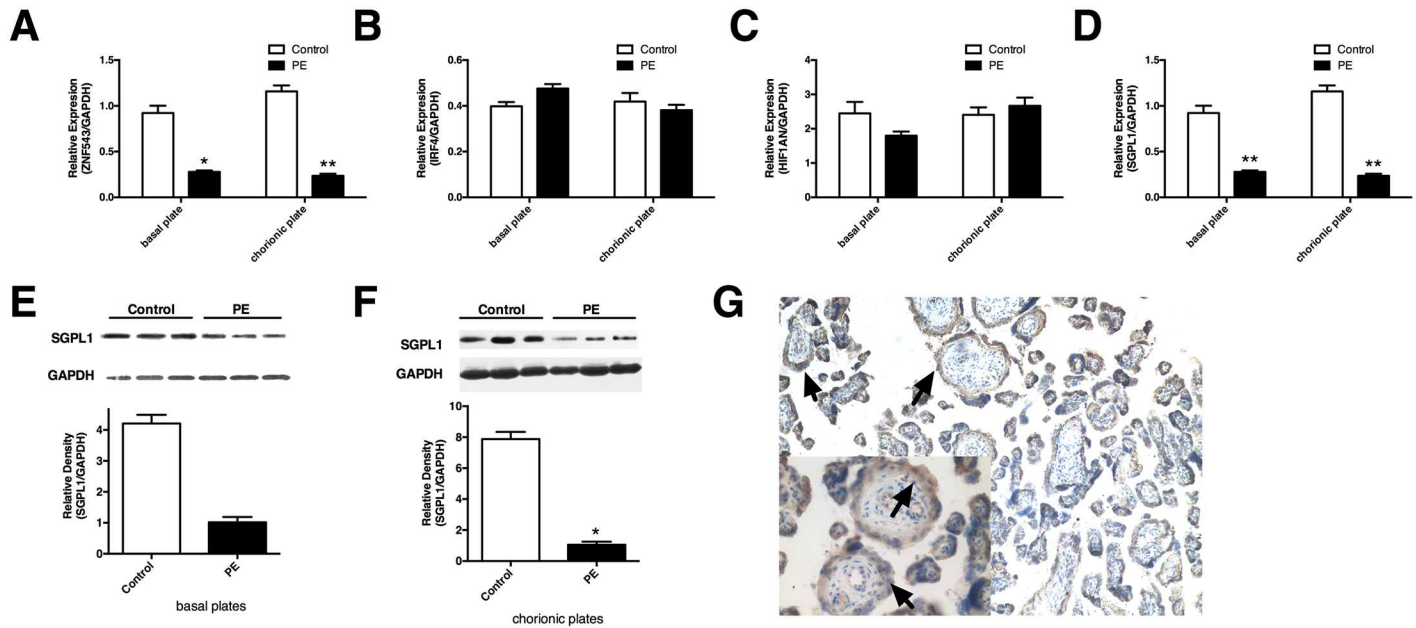 A
Control
PE
Relative Expresion
(ZNF543/GAPDH)
1.5
1.0
0.5
0.0
*
**
basal plate
chorionic plate
B
Control
PE
Relative Expresion
(IRF4/GAPDH)
0.6
0.4
0.2
0.0
basal plate
chorionic plate
C
Control
PE
Relative Expresion
(HIF1AN/GAPDH)
4
3
2
1
0
basal plate
chorionic plate
D
Control
PE
Relative Expresion
(SGPL1/GAPDH)
1.5
1.0
0.5
0.0
**
**
basal plate
chorionic plate
E
Control PE
SGPL1
GAPDH
Relative Density
(SGPL1/GAPDH)
4
3
2
1
0
Control
PE
basal plates
F
Control PE
SGPL1
GAPDH
Relative Density
(SGPL1/GAPDH)
10
8
6
4
2
0
*
Control
PE
chorionic plates
G